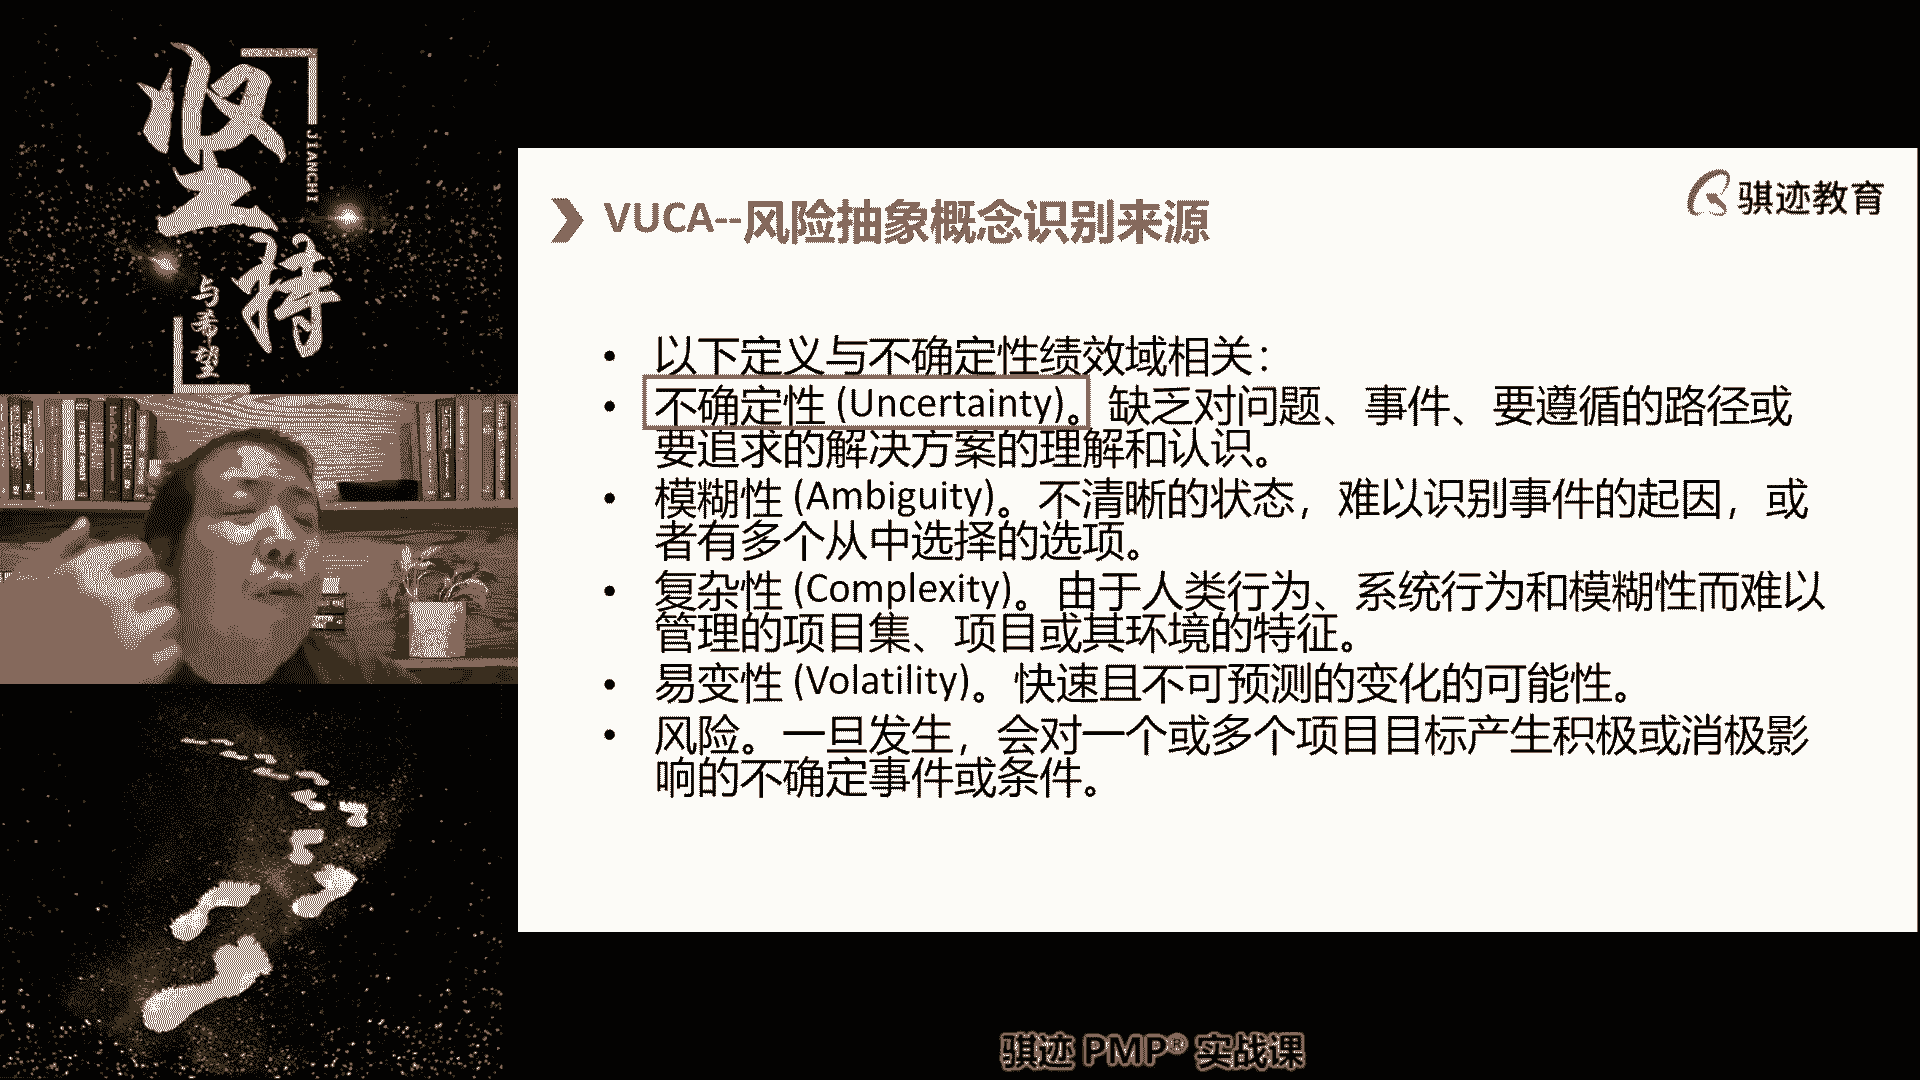 坚持
JIANCHI
与希望
骐迹教育
VUCA--风险抽象概念识别来源
• 以下定义与不确定性绩效域相关：
• 不确定性 (Uncertainty)。缺乏对问题、事件、要遵循的路径或
要追求的解决方案的理解和认识。
• 模糊性 (Ambiguity)。不清晰的状态，难以识别事件的起因，或
者有多个从中选择的选项。
• 复杂性 (Complexity)。由于人类行为、系统行为和模糊性而难以
管理的项目集、项目或其环境的特征。
• 易变性 (Volatility)。快速且不可预测的变化的可能性。
• 风险。一旦发生，会对一个或多个项目目标产生积极或消极影
响的不确定事件或条件。
骐迹 PMP® 实战课